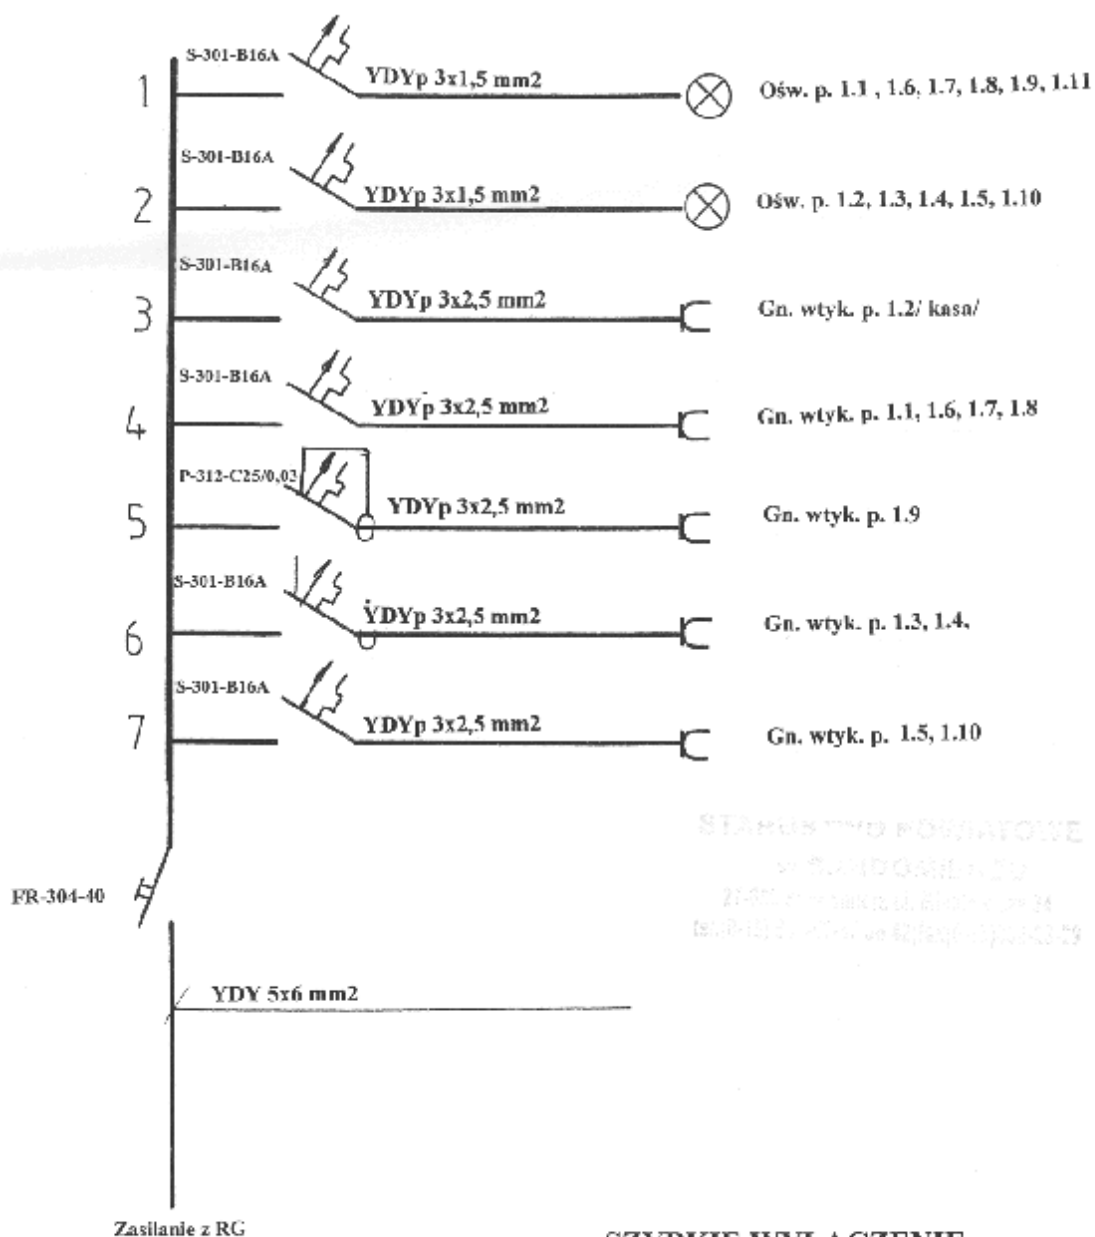 S-301-B16A
1
YDYp 3x1,5 mm2
Ośw. p. 1.1 , 1.6, 1.7, 1.8, 1.9, 1.11
S-301-B16A
2
YDYp 3x1,5 mm2
Ośw. p. 1.2, 1.3, 1.4, 1.5, 1.10
S-301-B16A
3
YDYp 3x2,5 mm2
Gn. wtyk. p. 1.2/ kasa/
S-301-B16A
4
YDYp 3x2,5 mm2
Gn. wtyk. p. 1.1, 1.6, 1.7, 1.8
P-312-C25/0,03
5
YDYp 3x2,5 mm2
Gn. wtyk. p. 1.9
S-301-B16A
6
YDYp 3x2,5 mm2
Gn. wtyk. p. 1.3, 1.4,
S-301-B16A
7
YDYp 3x2,5 mm2
Gn. wtyk. p. 1.5, 1.10
FR-304-40
YDY 5x6 mm2
Zasilanie z RG
SZYBKIE WYŁĄCZENIE